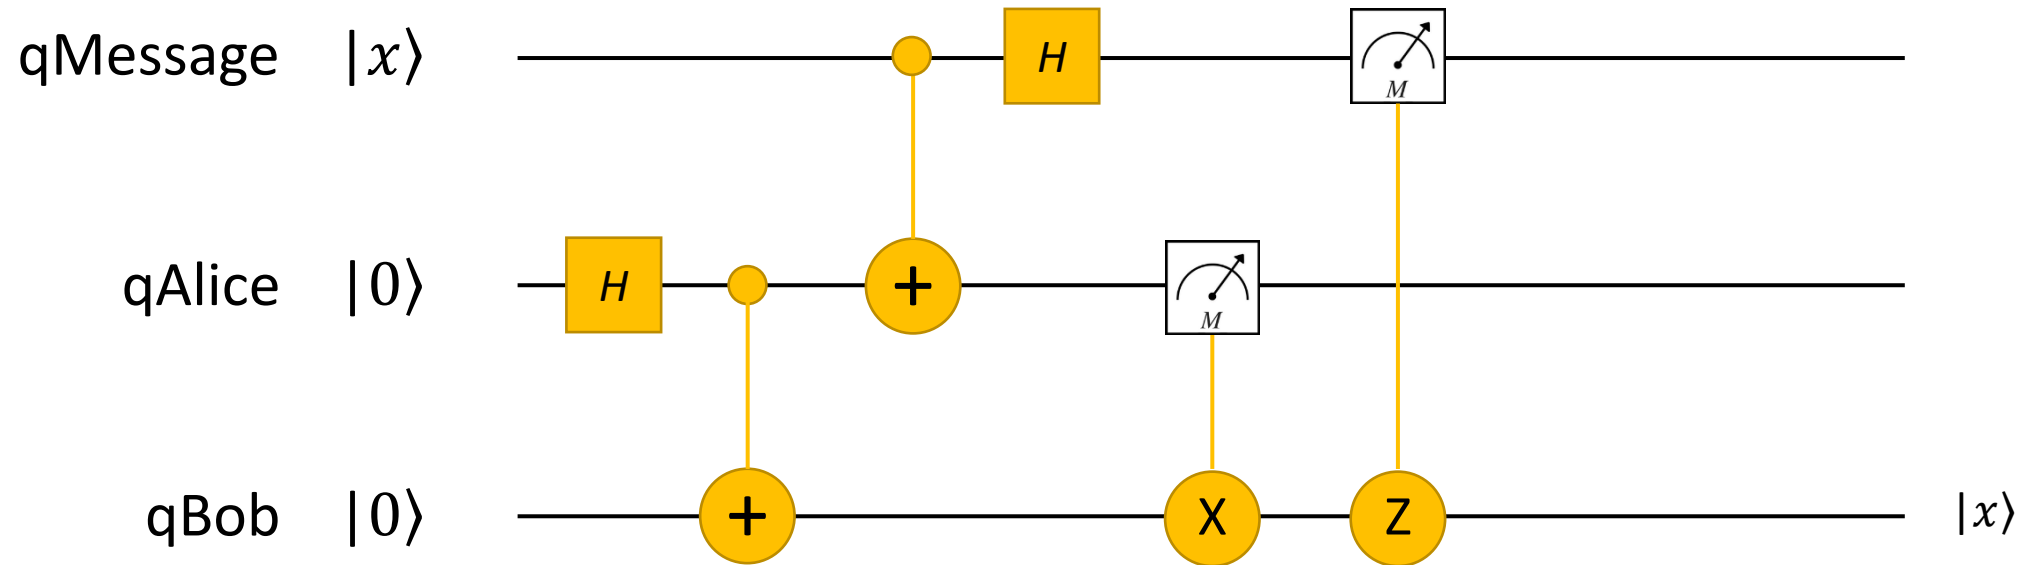 qMessage |x⟩ H M
qAlice |0⟩ H + M
qBob |0⟩ + X Z |x⟩